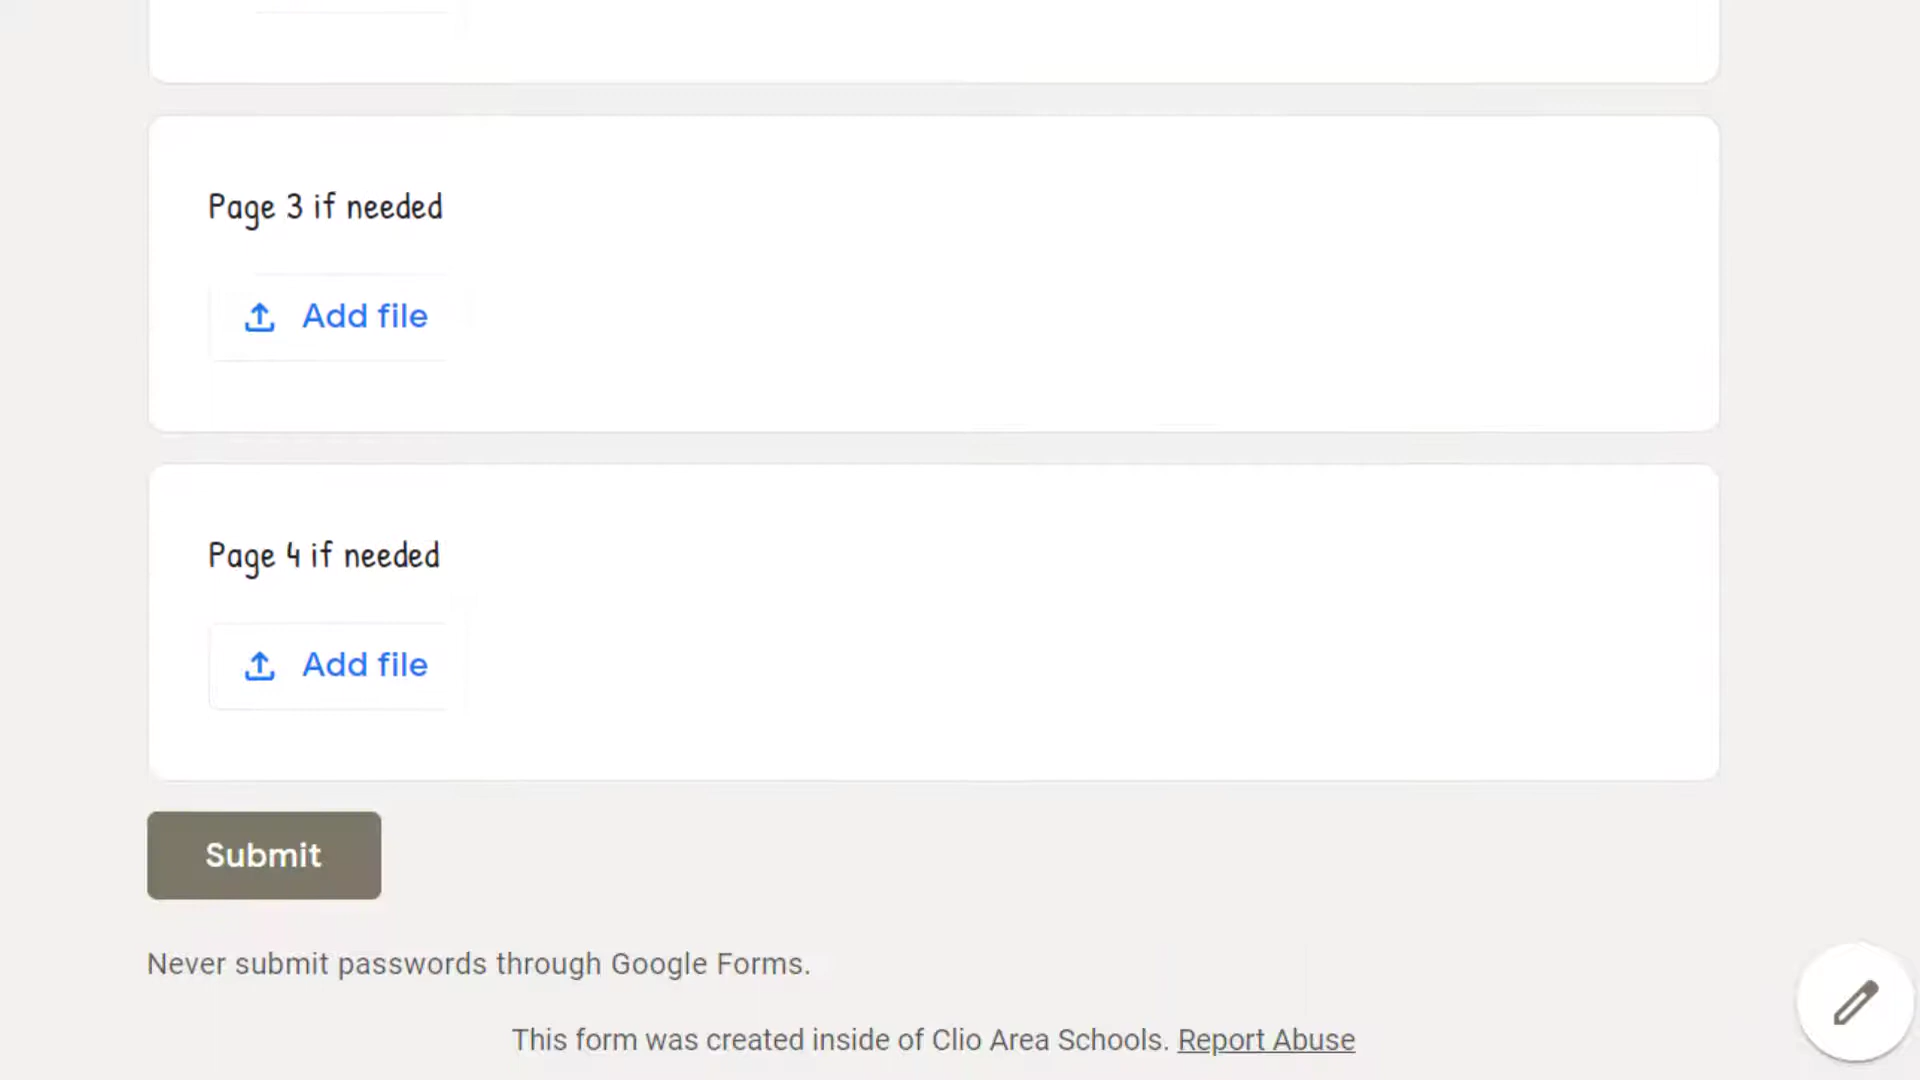 Page 3 if needed
Add file
Page 4 if needed
Add file
Submit
Never submit passwords through Google Forms.
This form was created inside of Clio Area Schools. Report Abuse